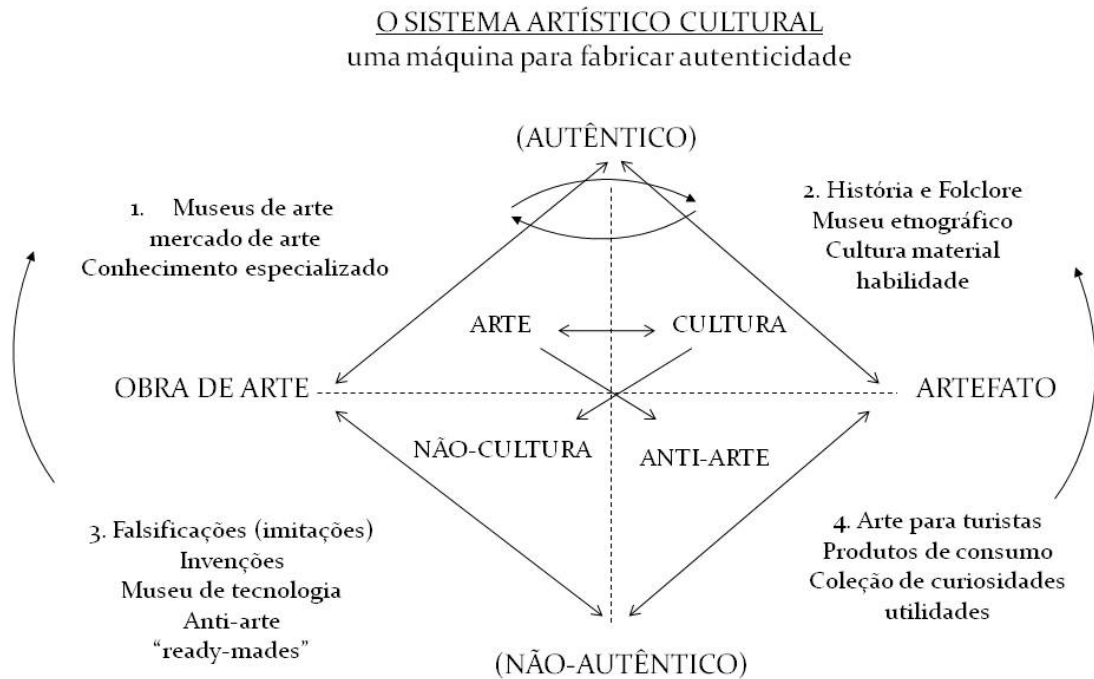 O SISTEMA ARTÍSTICO CULTURAL
uma máquina para fabricar autenticidade
(AUTÊNTICO)
1. Museus de arte
mercado de arte
Conhecimento especializado
2. História e Folclore
Museu etnográfico
Cultura material
habilidade
ARTE
CULTURA
OBRA DE ARTE
ARTEFATO
NÃO-CULTURA
ANTI-ARTE
3. Falsificações (imitações)
Invenções
Museu de tecnologia
Anti-arte
“ready-mades”
4. Arte para turistas
Produtos de consumo
Coleção de curiosidades
utilidades
(NÃO-AUTÊNTICO)